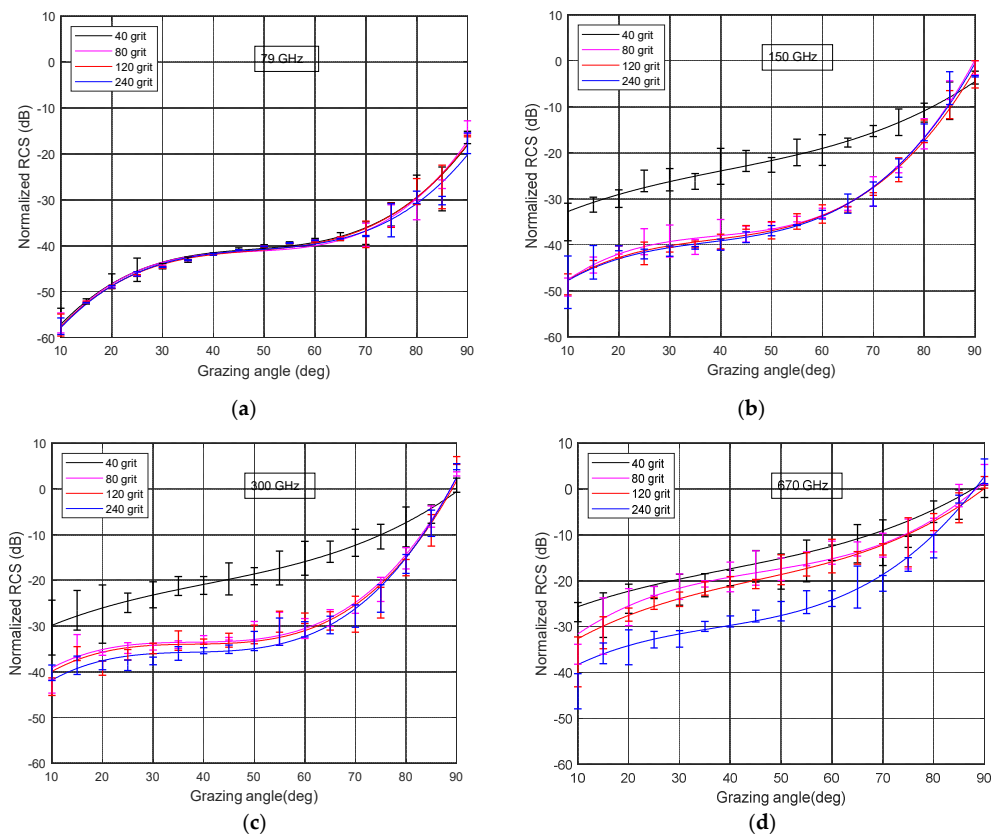 (a)
10
0
-10
-20
-30
-40
-50
-60
Normalized RCS (dB)
40 grit
80 grit
120 grit
240 grit
79 GHz
10 20 30 40 50 60 70 80 90
Grazing angle (deg)
(b)
10
0
-10
-20
-30
-40
-50
-60
Normalized RCS (dB)
40 grit
80 grit
120 grit
240 grit
150 GHz
10 20 30 40 50 60 70 80 90
Grazing angle(deg)
(c)
10
0
-10
-20
-30
-40
-50
-60
Normalized RCS (dB)
40 grit
80 grit
120 grit
240 grit
300 GHz
10 20 30 40 50 60 70 80 90
Grazing angle(deg)
(d)
10
0
-10
-20
-30
-40
-50
-60
Normalized RCS (dB)
40 grit
80 grit
120 grit
240 grit
670 GHz
10 20 30 40 50 60 70 80 90
Grazing angle(deg)